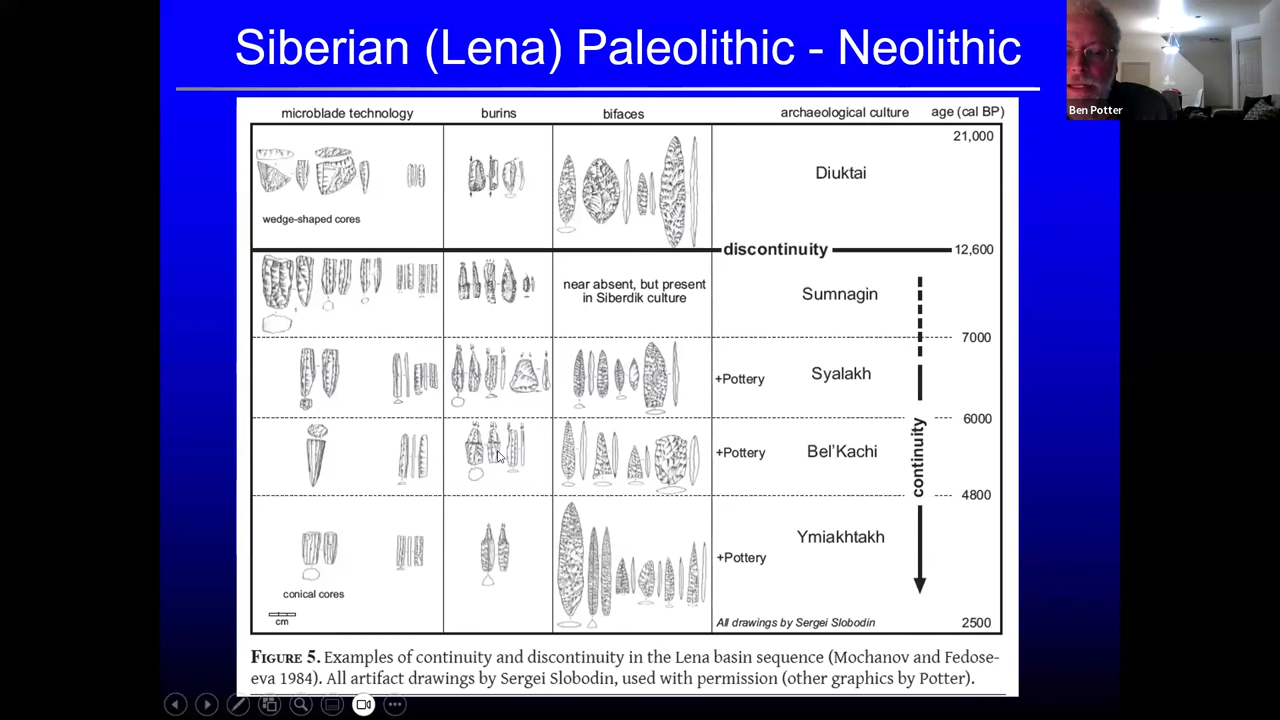 Siberian (Lena) Paleolithic - Neolithic
Ben Potter
microblade technology burins bifaces archaeological culture age (cal BP)
21,000
Diuktai
wedge-shaped cores
discontinuity 12,600
near absent, but present
in Siberdik culture
Sumnagin
7000
+Pottery Syalakh
6000
continuity
+Pottery Bel'Kachi
4800
Ymiakhtakh
+Pottery
conical cores
cm
All drawings by Sergei Slobodin 2500
FIGURE 5. Examples of continuity and discontinuity in the Lena basin sequence (Mochanov and Fedose-
eva 1984). All artifact drawings by Sergei Slobodin, used with permission (other graphics by Potter).